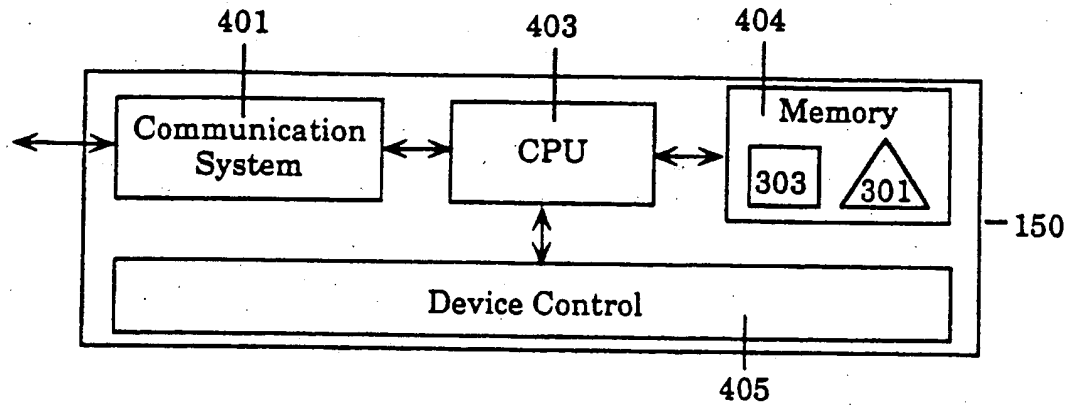 401
403
404
Communication
System
CPU
Memory
303
301
150
Device Control
405